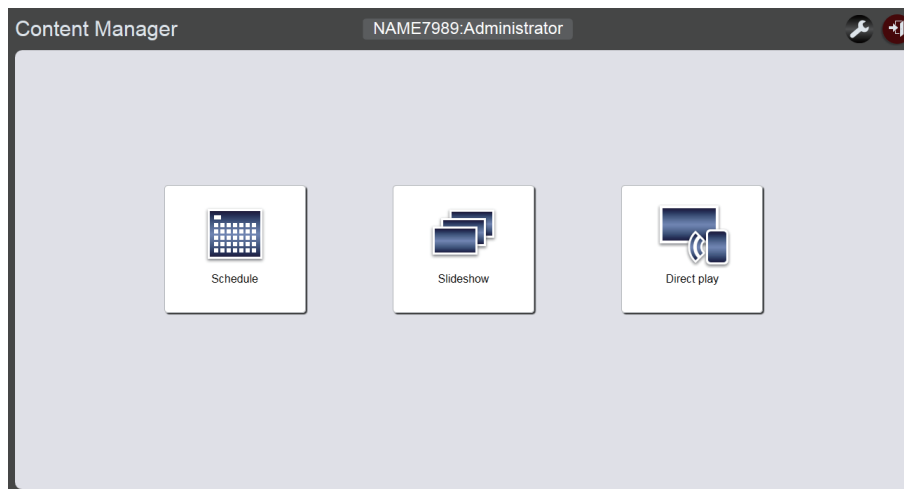 Content Manager
NAME7989:Administrator
Schedule
Slideshow
Direct play